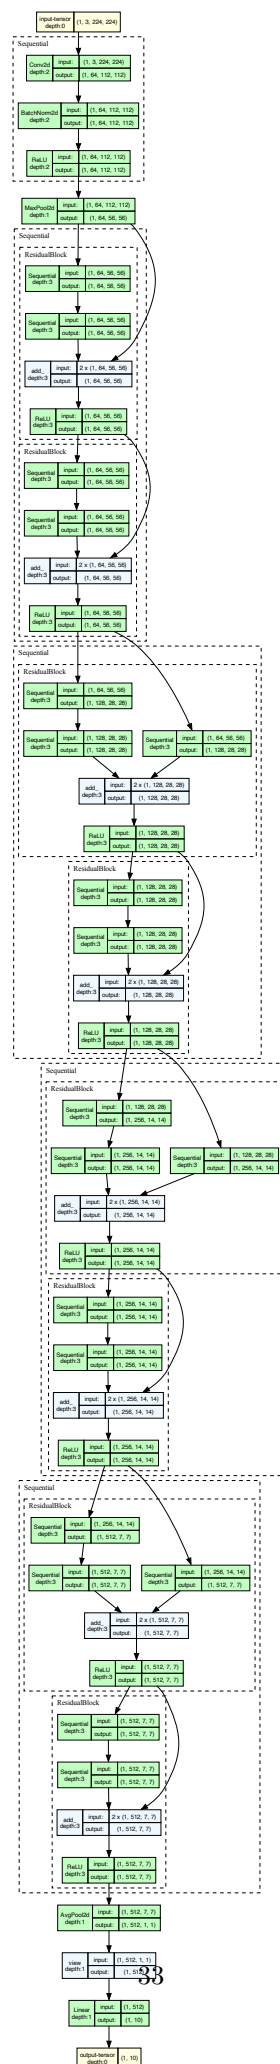 input-tensor
depth:0
(1, 3, 224, 224)
Sequential
Conv2d
depth:2
input:
(1, 3, 224, 224)
output:
(1, 64, 112, 112)
BatchNorm2d
depth:2
input:
(1, 64, 112, 112)
output:
(1, 64, 112, 112)
ReLU
depth:2
input:
(1, 64, 112, 112)
output:
(1, 64, 112, 112)
MaxPool2d
depth:1
input:
(1, 64, 112, 112)
output:
(1, 64, 56, 56)
Sequential
ResidualBlock
Sequential
depth:3
input:
(1, 64, 56, 56)
output:
(1, 64, 56, 56)
Sequential
depth:3
input:
(1, 64, 56, 56)
output:
(1, 64, 56, 56)
add_
depth:3
input:
2 x (1, 64, 56, 56)
output:
(1, 64, 56, 56)
ReLU
depth:3
input:
(1, 64, 56, 56)
output:
(1, 64, 56, 56)
ResidualBlock
Sequential
depth:3
input:
(1, 64, 56, 56)
output:
(1, 64, 56, 56)
Sequential
depth:3
input:
(1, 64, 56, 56)
output:
(1, 64, 56, 56)
add_
depth:3
input:
2 x (1, 64, 56, 56)
output:
(1, 64, 56, 56)
ReLU
depth:3
input:
(1, 64, 56, 56)
output:
(1, 64, 56, 56)
Sequential
ResidualBlock
Sequential
depth:3
input:
(1, 64, 56, 56)
output:
(1, 128, 28, 28)
Sequential
depth:3
input:
(1, 128, 28, 28)
output:
(1, 128, 28, 28)
Sequential
depth:3
input:
(1, 64, 56, 56)
output:
(1, 128, 28, 28)
add_
depth:3
input:
2 x (1, 128, 28, 28)
output:
(1, 128, 28, 28)
ReLU
depth:3
input:
(1, 128, 28, 28)
output:
(1, 128, 28, 28)
ResidualBlock
Sequential
depth:3
input:
(1, 128, 28, 28)
output:
(1, 128, 28, 28)
Sequential
depth:3
input:
(1, 128, 28, 28)
output:
(1, 128, 28, 28)
add_
depth:3
input:
2 x (1, 128, 28, 28)
output:
(1, 128, 28, 28)
ReLU
depth:3
input:
(1, 128, 28, 28)
output:
(1, 128, 28, 28)
Sequential
ResidualBlock
Sequential
depth:3
input:
(1, 128, 28, 28)
output:
(1, 256, 14, 14)
Sequential
depth:3
input:
(1, 256, 14, 14)
output:
(1, 256, 14, 14)
Sequential
depth:3
input:
(1, 128, 28, 28)
output:
(1, 256, 14, 14)
add_
depth:3
input:
2 x (1, 256, 14, 14)
output:
(1, 256, 14, 14)
ReLU
depth:3
input:
(1, 256, 14, 14)
output:
(1, 256, 14, 14)
ResidualBlock
Sequential
depth:3
input:
(1, 256, 14, 14)
output:
(1, 256, 14, 14)
Sequential
depth:3
input:
(1, 256, 14, 14)
output:
(1, 256, 14, 14)
add_
depth:3
input:
2 x (1, 256, 14, 14)
output:
(1, 256, 14, 14)
ReLU
depth:3
input:
(1, 256, 14, 14)
output:
(1, 256, 14, 14)
Sequential
ResidualBlock
Sequential
depth:3
input:
(1, 256, 14, 14)
output:
(1, 512, 7, 7)
Sequential
depth:3
input:
(1, 512, 7, 7)
output:
(1, 512, 7, 7)
Sequential
depth:3
input:
(1, 256, 14, 14)
output:
(1, 512, 7, 7)
add_
depth:3
input:
2 x (1, 512, 7, 7)
output:
(1, 512, 7, 7)
ReLU
depth:3
input:
(1, 512, 7, 7)
output:
(1, 512, 7, 7)
ResidualBlock
Sequential
depth:3
input:
(1, 512, 7, 7)
output:
(1, 512, 7, 7)
Sequential
depth:3
input:
(1, 512, 7, 7)
output:
(1, 512, 7, 7)
add_
depth:3
input:
2 x (1, 512, 7, 7)
output:
(1, 512, 7, 7)
ReLU
depth:3
input:
(1, 512, 7, 7)
output:
(1, 512, 7, 7)
AvgPool2d
depth:1
input:
(1, 512, 7, 7)
output:
(1, 512, 1, 1)
view
depth:1
input:
(1, 512, 1, 1)
output:
(1, 512)
33
Linear
depth:1
input:
(1, 512)
output:
(1, 10)
output-tensor
depth:0
(1, 10)